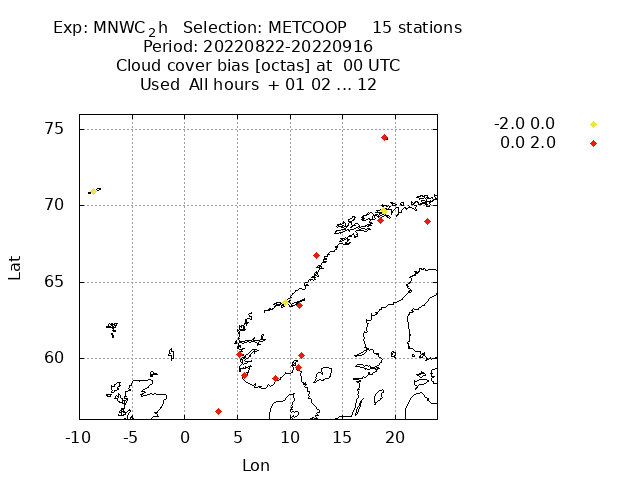 Exp: MNWC2h   Selection: METCOOP     15 stations
Period: 20220822-20220916
Cloud cover bias [octas] at  00 UTC
Used  All hours  + 01 02 ... 12
-2.0 0.0
0.0 2.0
75
70
65
60
Lat
-10 -5 0 5 10 15 20
Lon